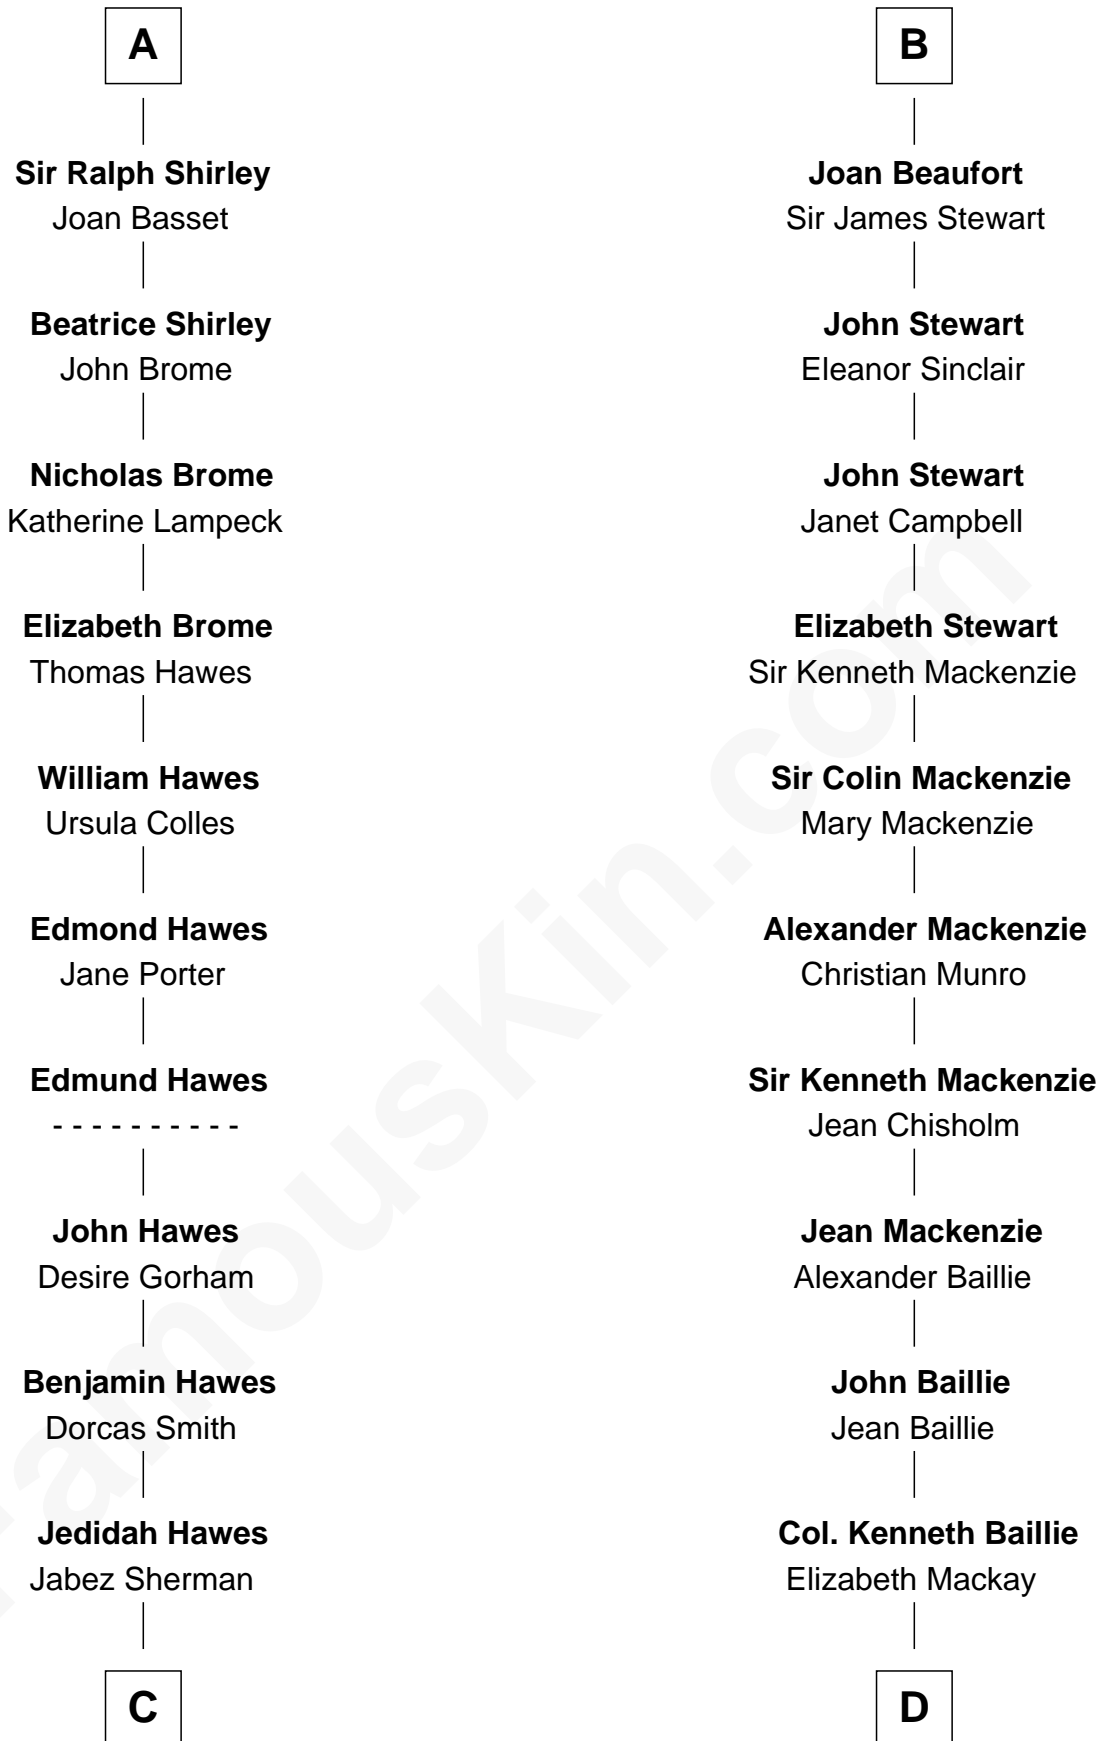 A
Sir Ralph Shirley
Joan Basset
Beatrice Shirley
John Brome
Nicholas Brome
Katherine Lampeck
Elizabeth Brome
Thomas Hawes
William Hawes
Ursula Colles
Edmond Hawes
Jane Porter
Edmund Hawes
- - - - - - - - - -
John Hawes
Desire Gorham
Benjamin Hawes
Dorcas Smith
Jedidah Hawes
Jabez Sherman
C
B
Joan Beaufort
Sir James Stewart
John Stewart
Eleanor Sinclair
John Stewart
Janet Campbell
Elizabeth Stewart
Sir Kenneth Mackenzie
Sir Colin Mackenzie
Mary Mackenzie
Alexander Mackenzie
Christian Munro
Sir Kenneth Mackenzie
Jean Chisholm
Jean Mackenzie
Alexander Baillie
John Baillie
Jean Baillie
Col. Kenneth Baillie
Elizabeth Mackay
D
FamousKin.com